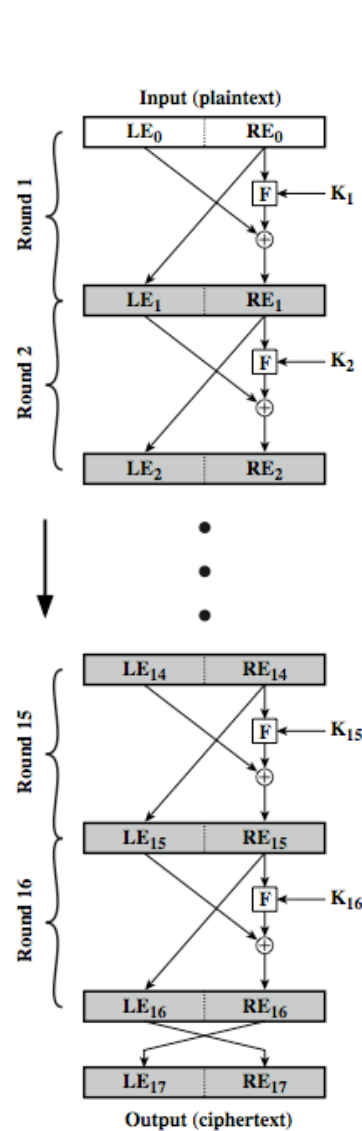 Input (plaintext)
LE0 RE0
Round 1
F K1
LE1 RE1
Round 2
F K2
LE2 RE2
LE14 RE14
Round 15
F K15
LE15 RE15
Round 16
F K16
LE16 RE16
LE17 RE17
Output (ciphertext)